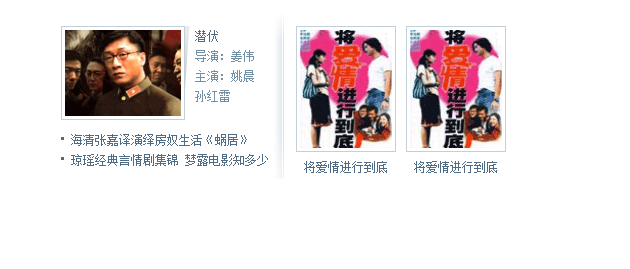 潜伏
导演：姜伟
主演：姚晨
孙红雷
海清张嘉译演绎房奴生活《蜗居》
琼瑶经典言情剧集锦 梦露电影知多少
将爱情进行到底
将爱情进行到底
将爱情进行到底
将爱情进行到底